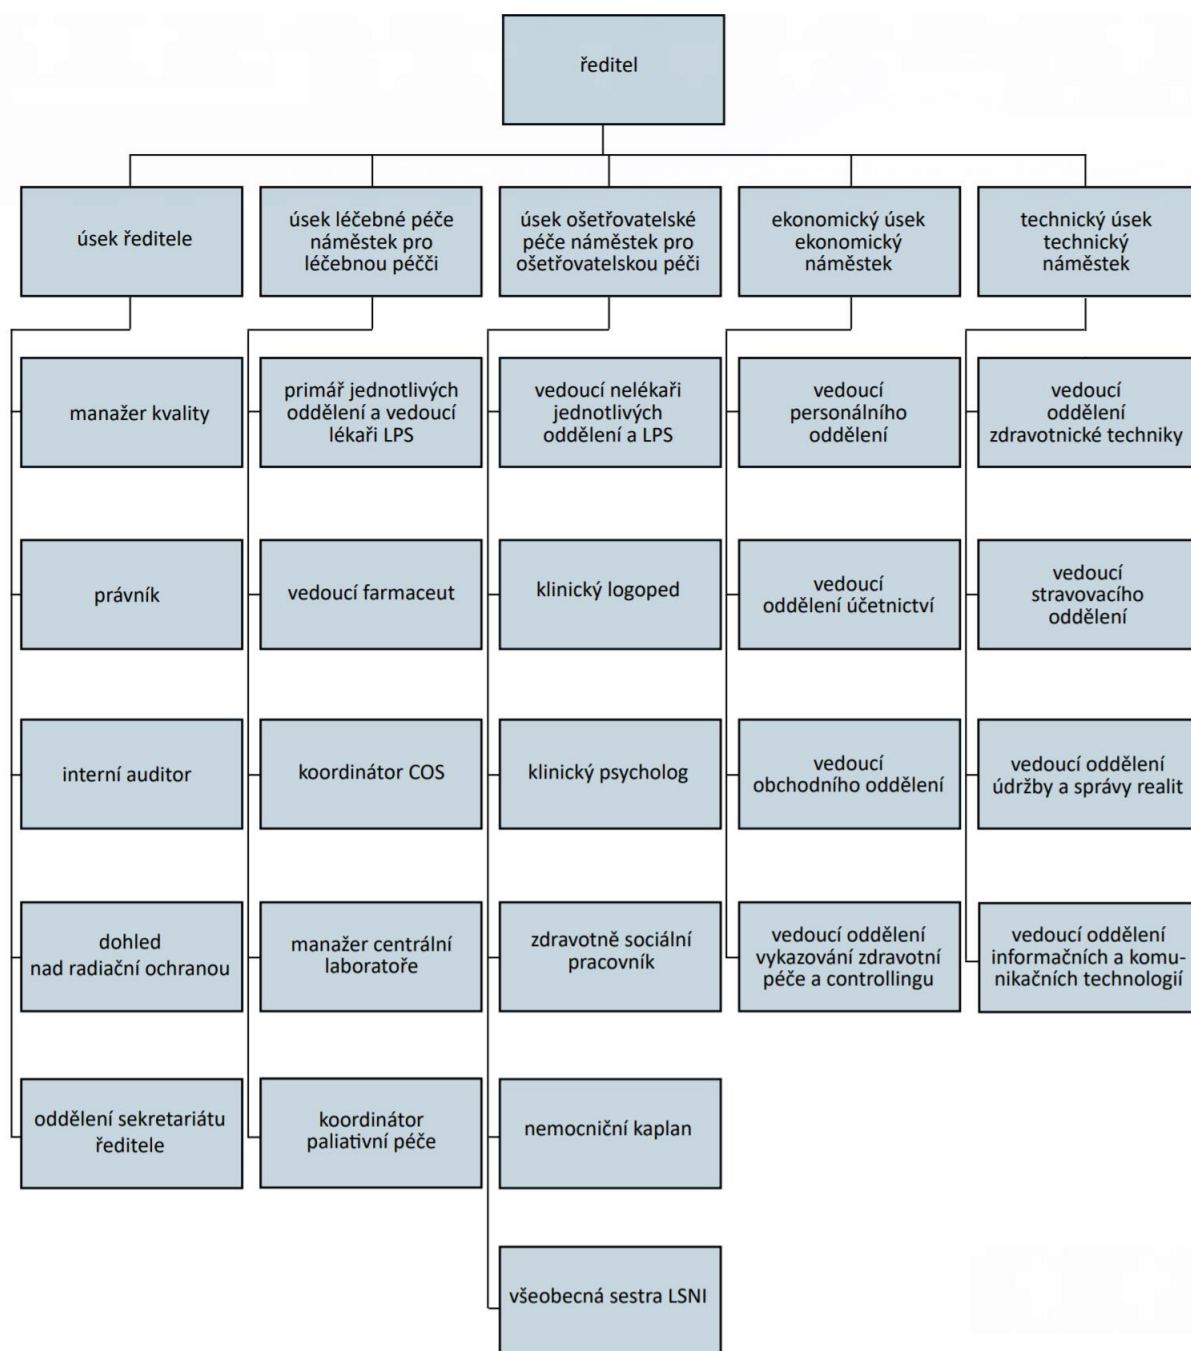 ředitel
úsek ředitele
úsek léčebné péče
náměstek pro
léčebnou péčči
úsek ošetřovatelské
péče náměstek pro
ošetřovatelskou péči
ekonomický úsek
ekonomický
náměstek
technický úsek
technický
náměstek
manažer kvality
primář jednotlivých
oddělení a vedoucí
lékaři LPS
vedoucí nelékaři
jednotlivých
oddělení a LPS
vedoucí
personálního
oddělení
vedoucí
oddělení
zdravotnické techniky
právník
vedoucí farmaceut
klinický logoped
vedoucí
oddělení účetnictví
vedoucí
stravovacího
oddělení
interní auditor
koordinátor COS
klinický psycholog
vedoucí
obchodního oddělení
vedoucí oddělení
údržby a správy realit
dohled
nad radiační ochranou
manažer centrální
laboratoře
zdravotně sociální
pracovník
vedoucí oddělení
vykazování zdravotní
péče a controllingu
vedoucí oddělení
informačních a komu-
nikačních technologií
oddělení sekretariátu
ředitele
koordinátor
paliativní péče
nemocniční kaplan
všeobecná sestra LSNI